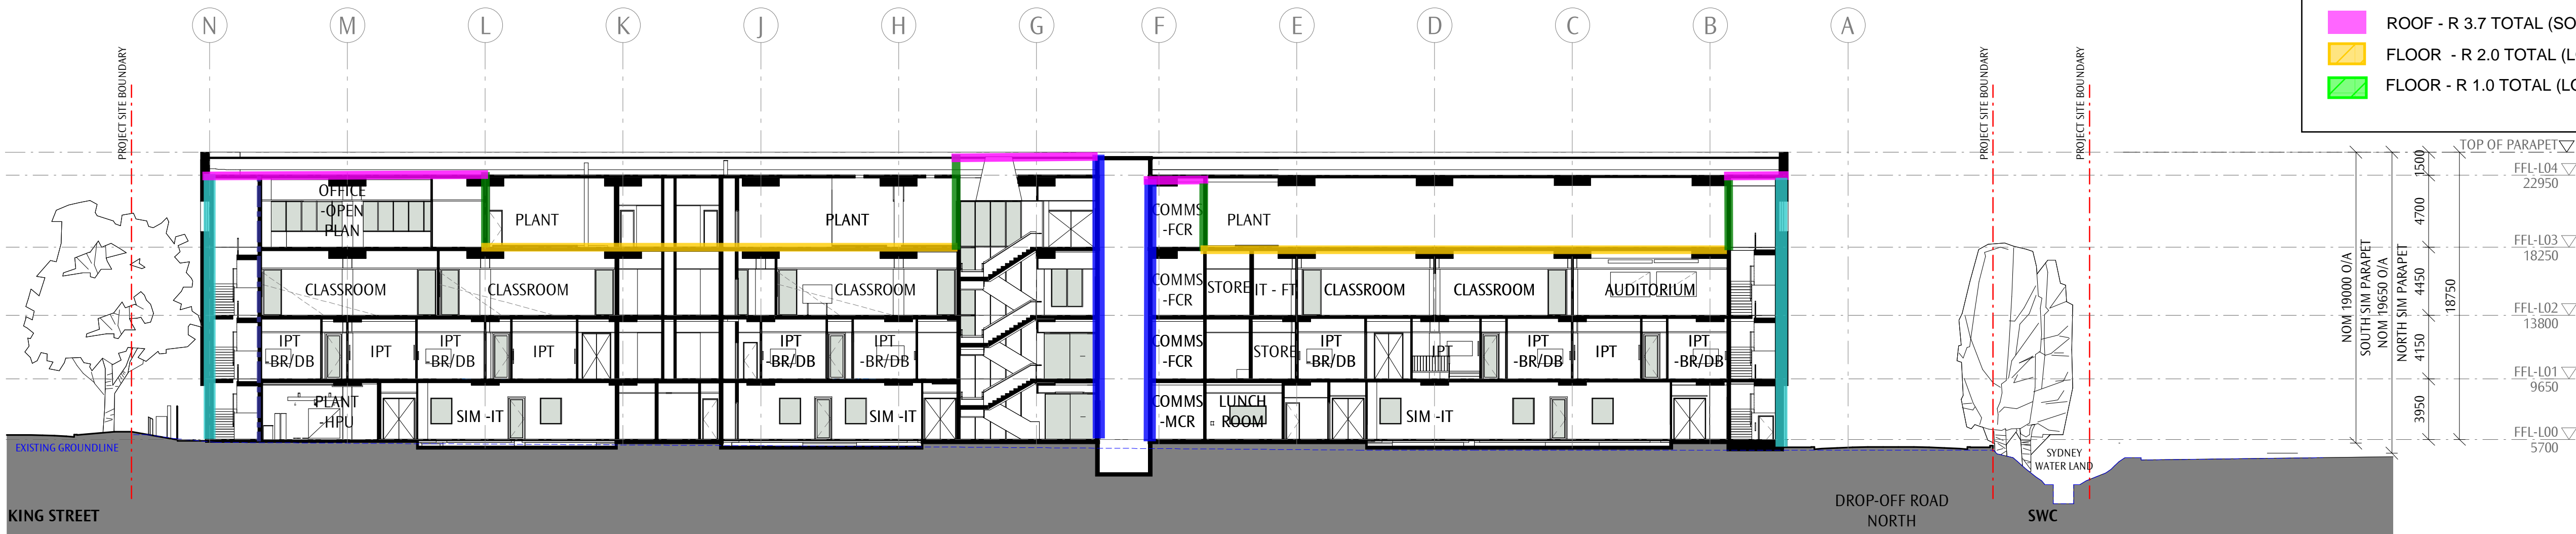 N
M
L
K
J
H
G
F
E
D
C
B
A
ROOF - R 3.7 TOTAL (SO
FLOOR - R 2.0 TOTAL (L
FLOOR - R 1.0 TOTAL (LO
PROJECT SITE BOUNDARY
PROJECT SITE BOUNDARY
PROJECT SITE BOUNDARY
TOP OF PARAPET
FFL-L04
22950
FFL-L03
18250
FFL-L02
13800
FFL-L01
9650
FFL-L00
5700
1500
4700
4450
4150
3950
18750
NOM 19000 O/A
SOUTH SIM PARAPET
NOM 19650 O/A
NORTH SIM PARAPET
OFFICE
-OPEN
PLAN
PLANT
PLANT
COMMS
-FCR
PLANT
CLASSROOM
CLASSROOM
CLASSROOM
COMMS
-FCR
STORE
IT - FT
CLASSROOM
CLASSROOM
AUDITORIUM
IPT
-BR/DB
IPT
IPT
-BR/DB
IPT
IPT
-BR/DB
IPT
-BR/DB
COMMS
-FCR
STORE
IPT
-BR/DB
IPT
IPT
-BR/DB
IPT
IPT
-BR/DB
PLANT
-HPU
SIM -IT
SIM -IT
COMMS
-MCR
LUNCH
ROOM
SIM -IT
EXISTING GROUNDLINE
KING STREET
DROP-OFF ROAD
NORTH
SYDNEY
WATER LAND
SWC